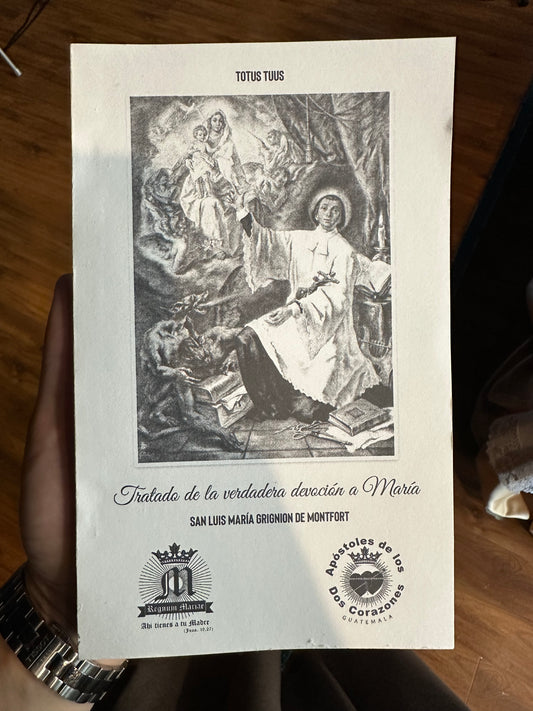 TOTUS TUUS
Tratado de la verdadera devoción a María
SAN LUIS MARÍA GRIGNION DE MONTFORT
M
Regnum Mariae
Ahi tienes a tu Madre
(Juan. 19,27)
Apóstoles de los
Dos Corazones
GUATEMALA